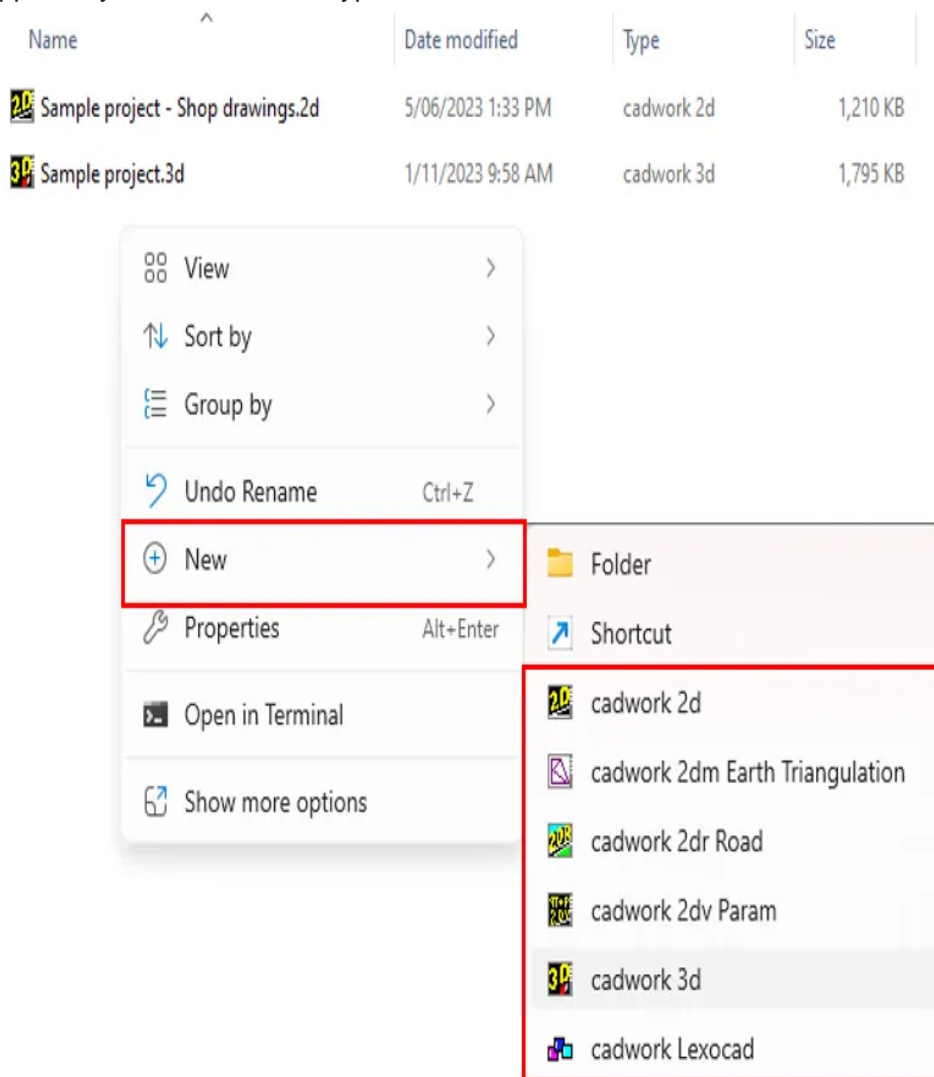 Name Date modified Type Size
Sample project - Shop drawings.2d 5/06/2023 1:33 PM cadwork 2d 1,210 KB
Sample project.3d 1/11/2023 9:58 AM cadwork 3d 1,795 KB
View
Sort by
Group by
Undo Rename Ctrl+Z
New
Properties Alt+Enter
Open in Terminal
Show more options
Folder
Shortcut
cadwork 2d
cadwork 2dm Earth Triangulation
cadwork 2dr Road
cadwork 2dv Param
cadwork 3d
cadwork Lexocad